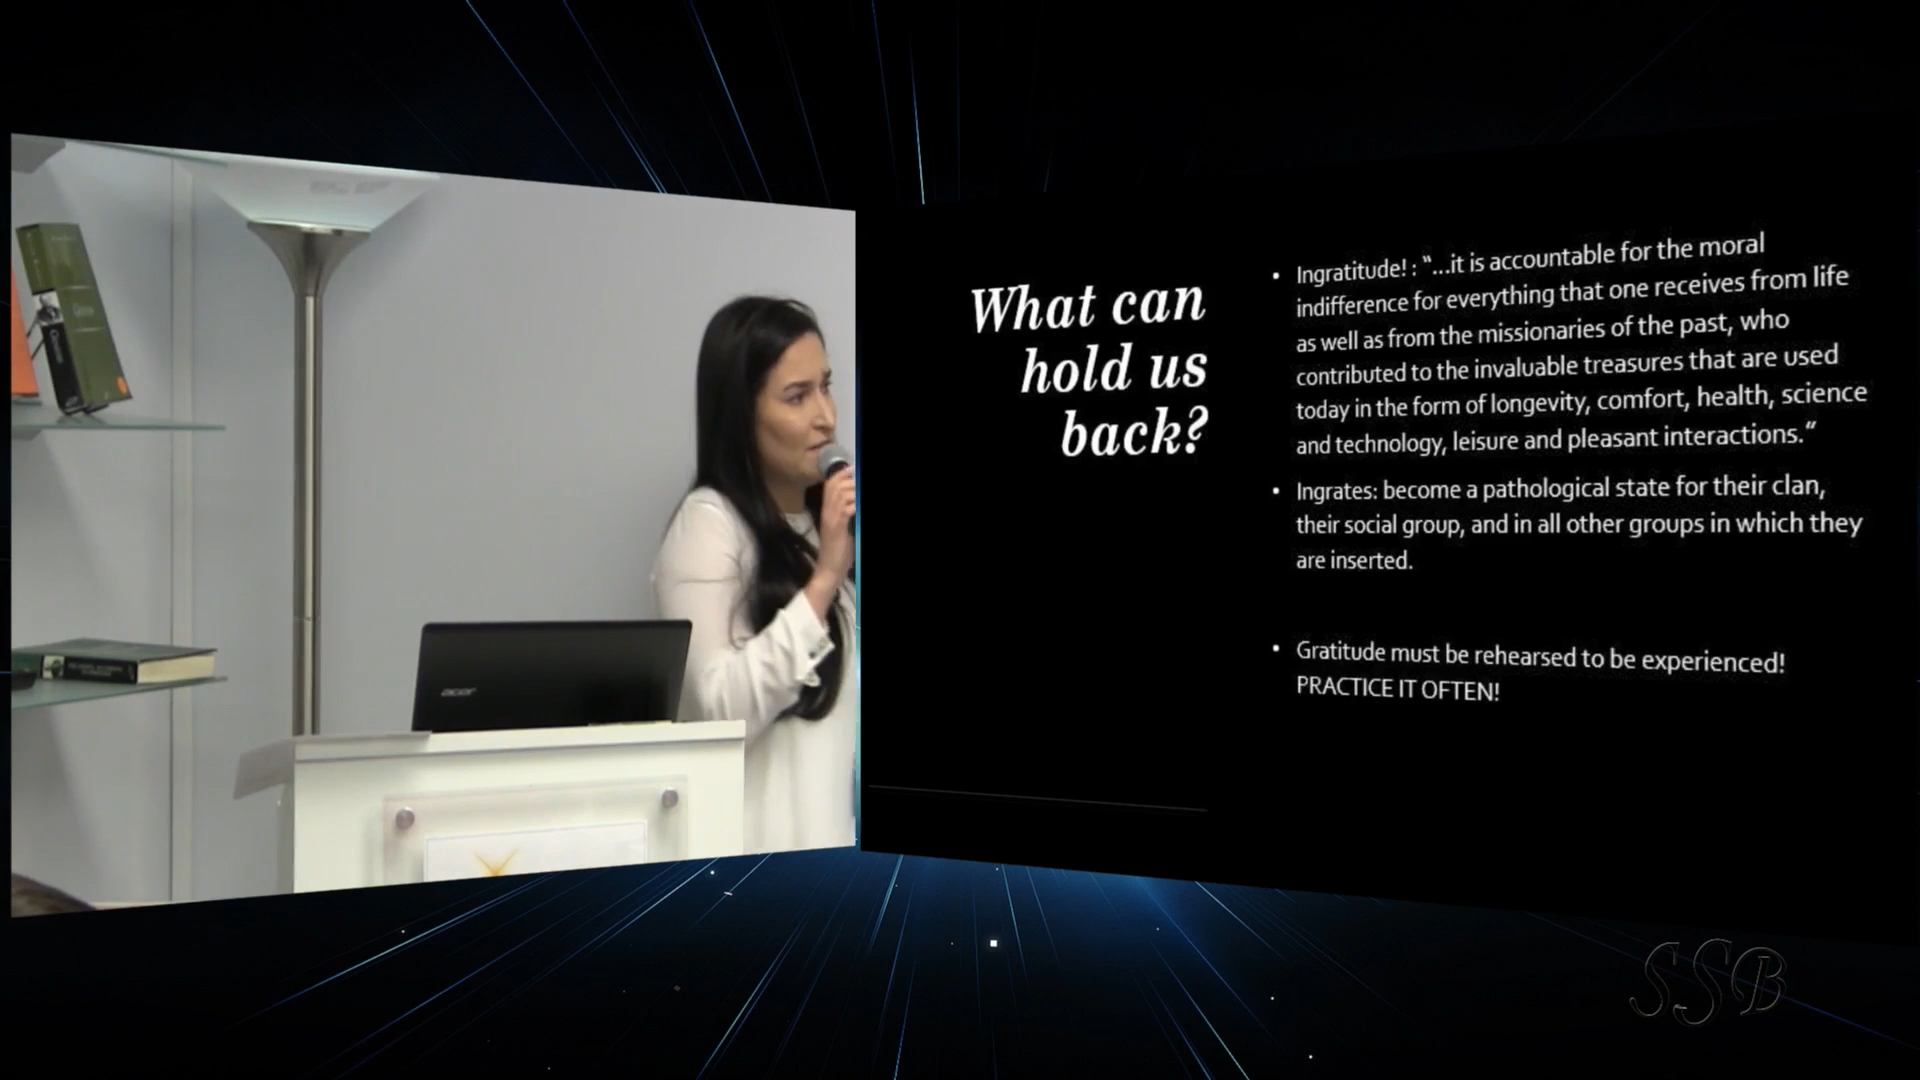 What can
hold us
back?
• Ingratitude! : “...it is accountable for the moral
indifference for everything that one receives from life
as well as from the missionaries of the past, who
contributed to the invaluable treasures that are used
today in the form of longevity, comfort, health, science
and technology, leisure and pleasant interactions.“
• Ingrates: become a pathological state for their clan,
their social group, and in all other groups in which they
are inserted.
• Gratitude must be rehearsed to be experienced!
PRACTICE IT OFTEN!
acer
SSB